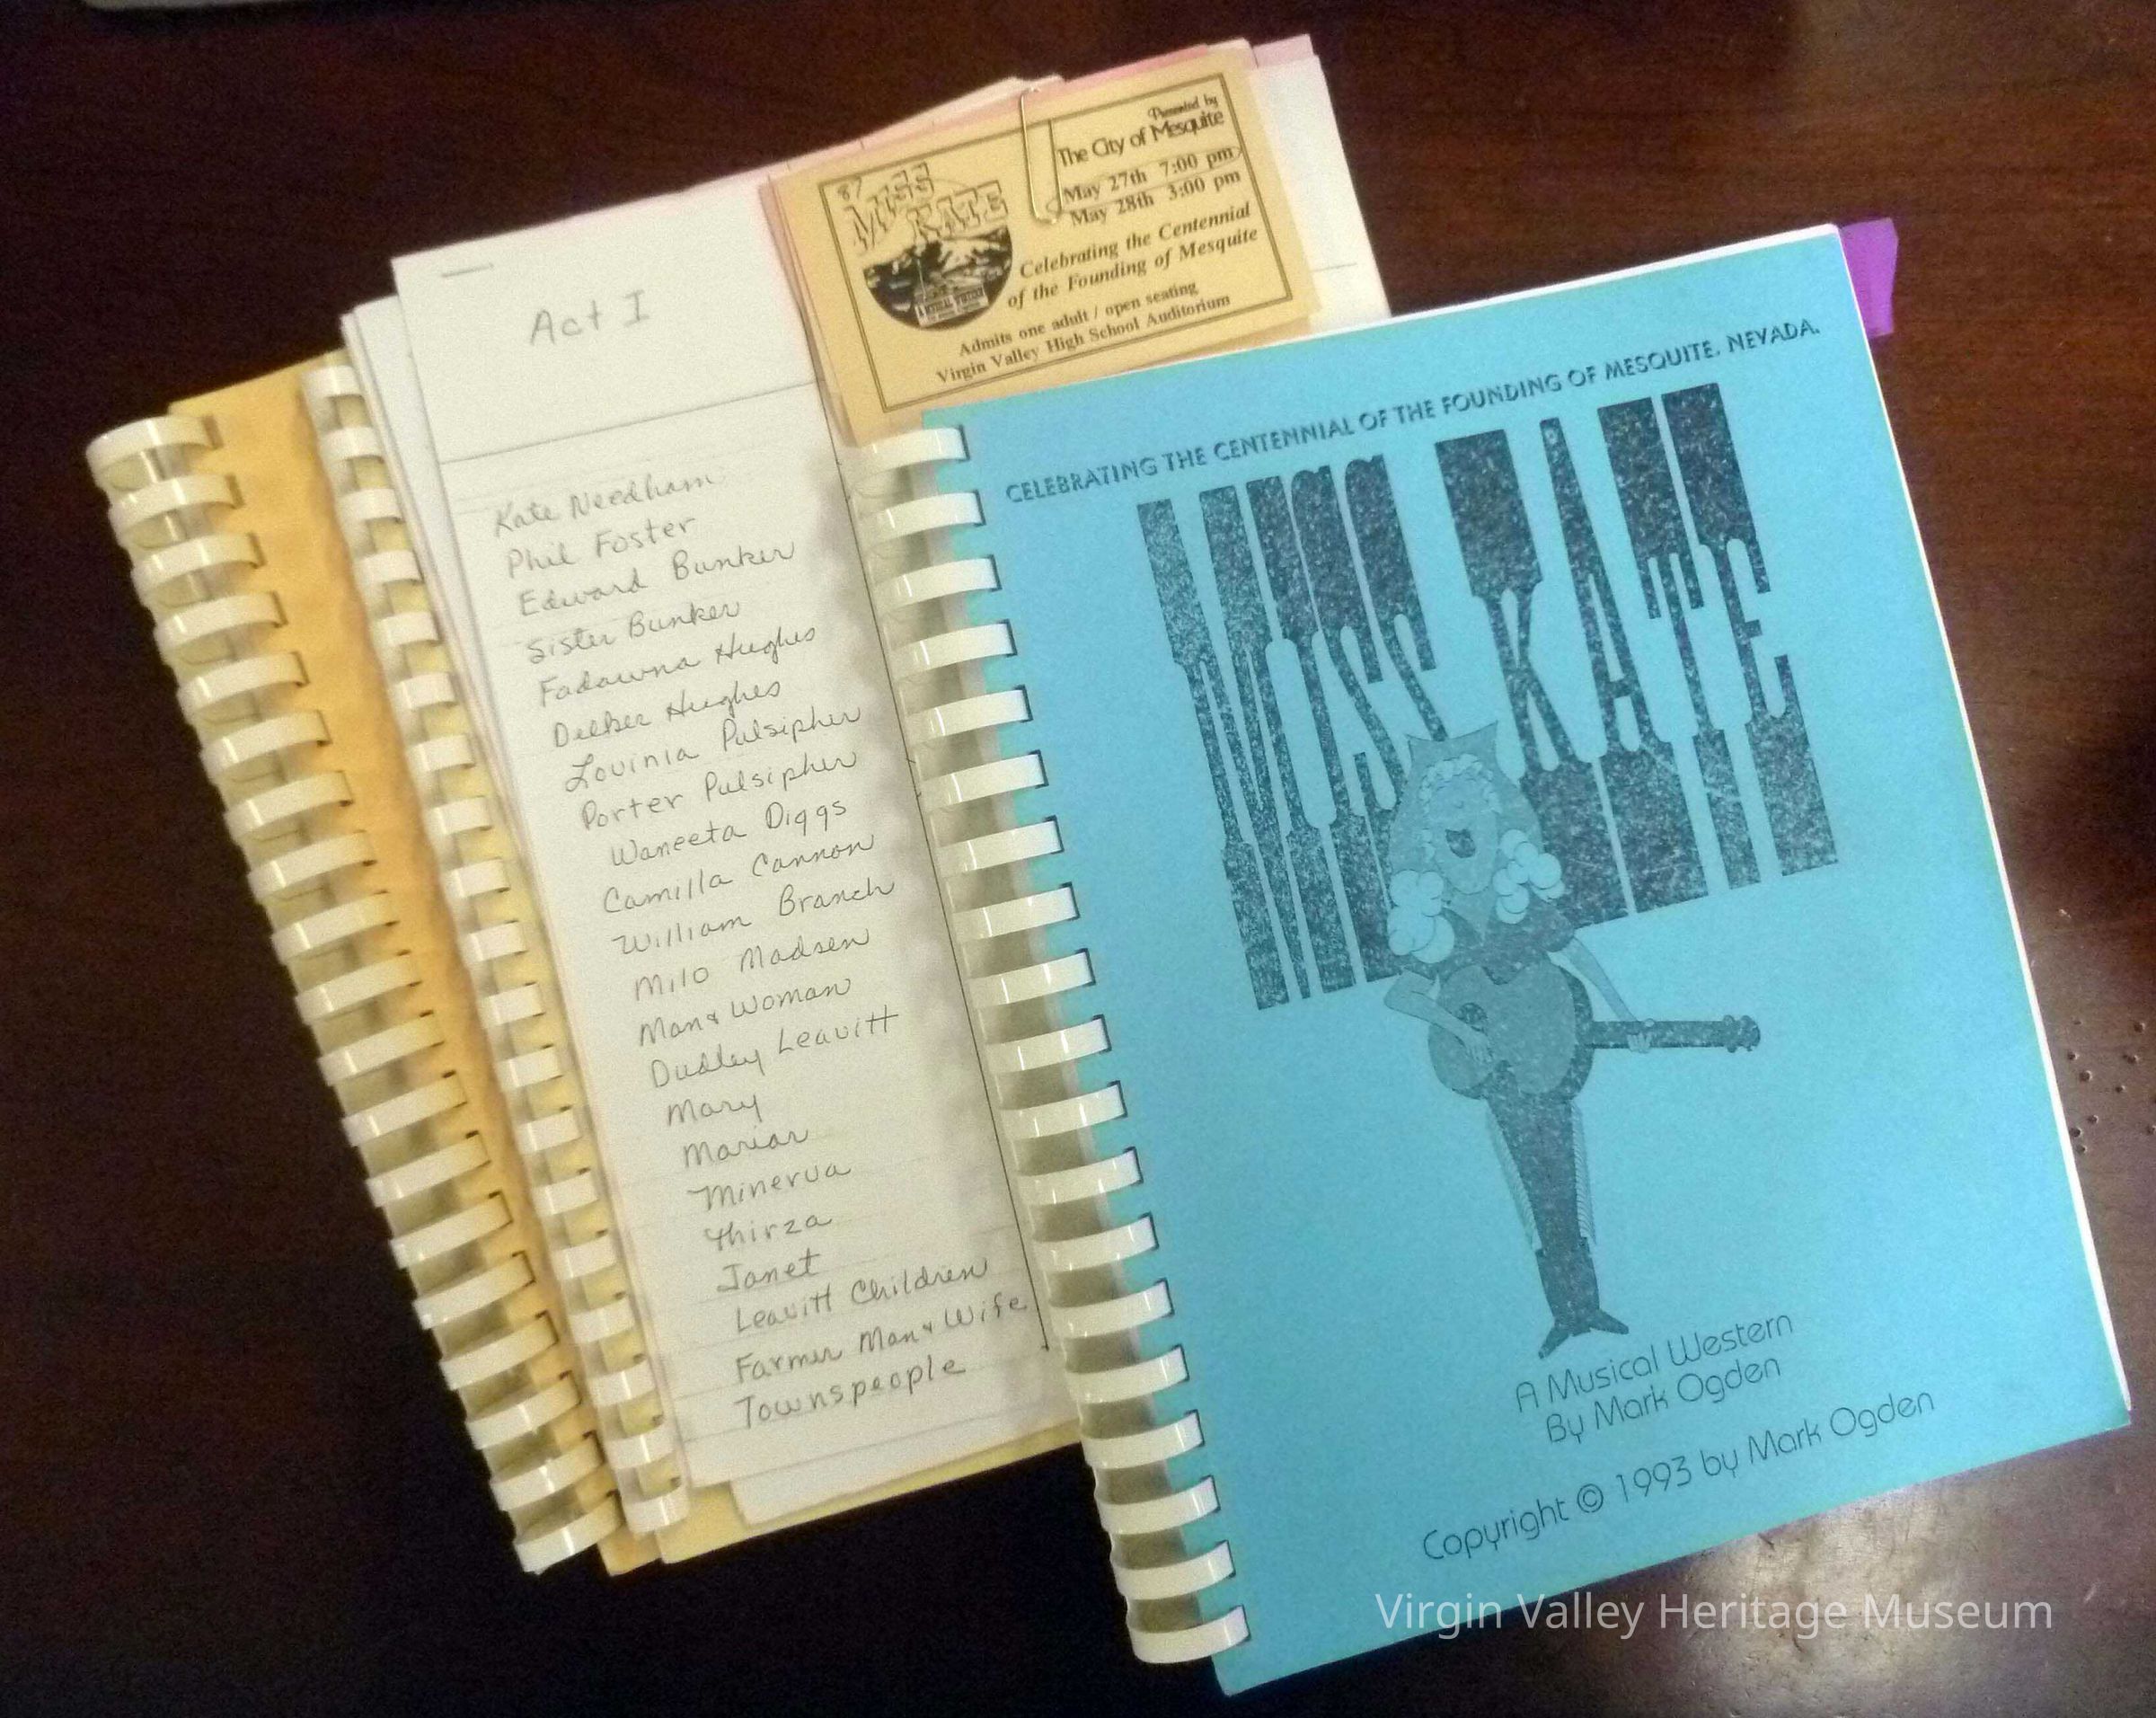 Act I
Kate Needham
Phil Foster
Edward Bunker
Sister Bunker
Fadawna Hughes
Delber Hughes
Lovinia Pulsipher
Porter Pulsipher
Waneeta Diggs
Camilla Cannon
William Branch
Milo Madsen
Man & Woman
Dudley Leavitt
Mary
Mariar
Minerva
Thirza
Janet
Leavitt Children
Farmer Man & Wife
Townspeople
87
MISS
KATE
Presented by
The City of Mesquite
May 27th 7:00 pm
May 28th 3:00 pm
Celebrating the Centennial
of the Founding of Mesquite
Admits one adult / open seating
Virgin Valley High School Auditorium
CELEBRATING THE CENTENNIAL OF THE FOUNDING OF MESQUITE, NEVADA.
MISS KATE
A Musical Western
By Mark Ogden
Copyright © 1993 by Mark Ogden
Virgin Valley Heritage Museum